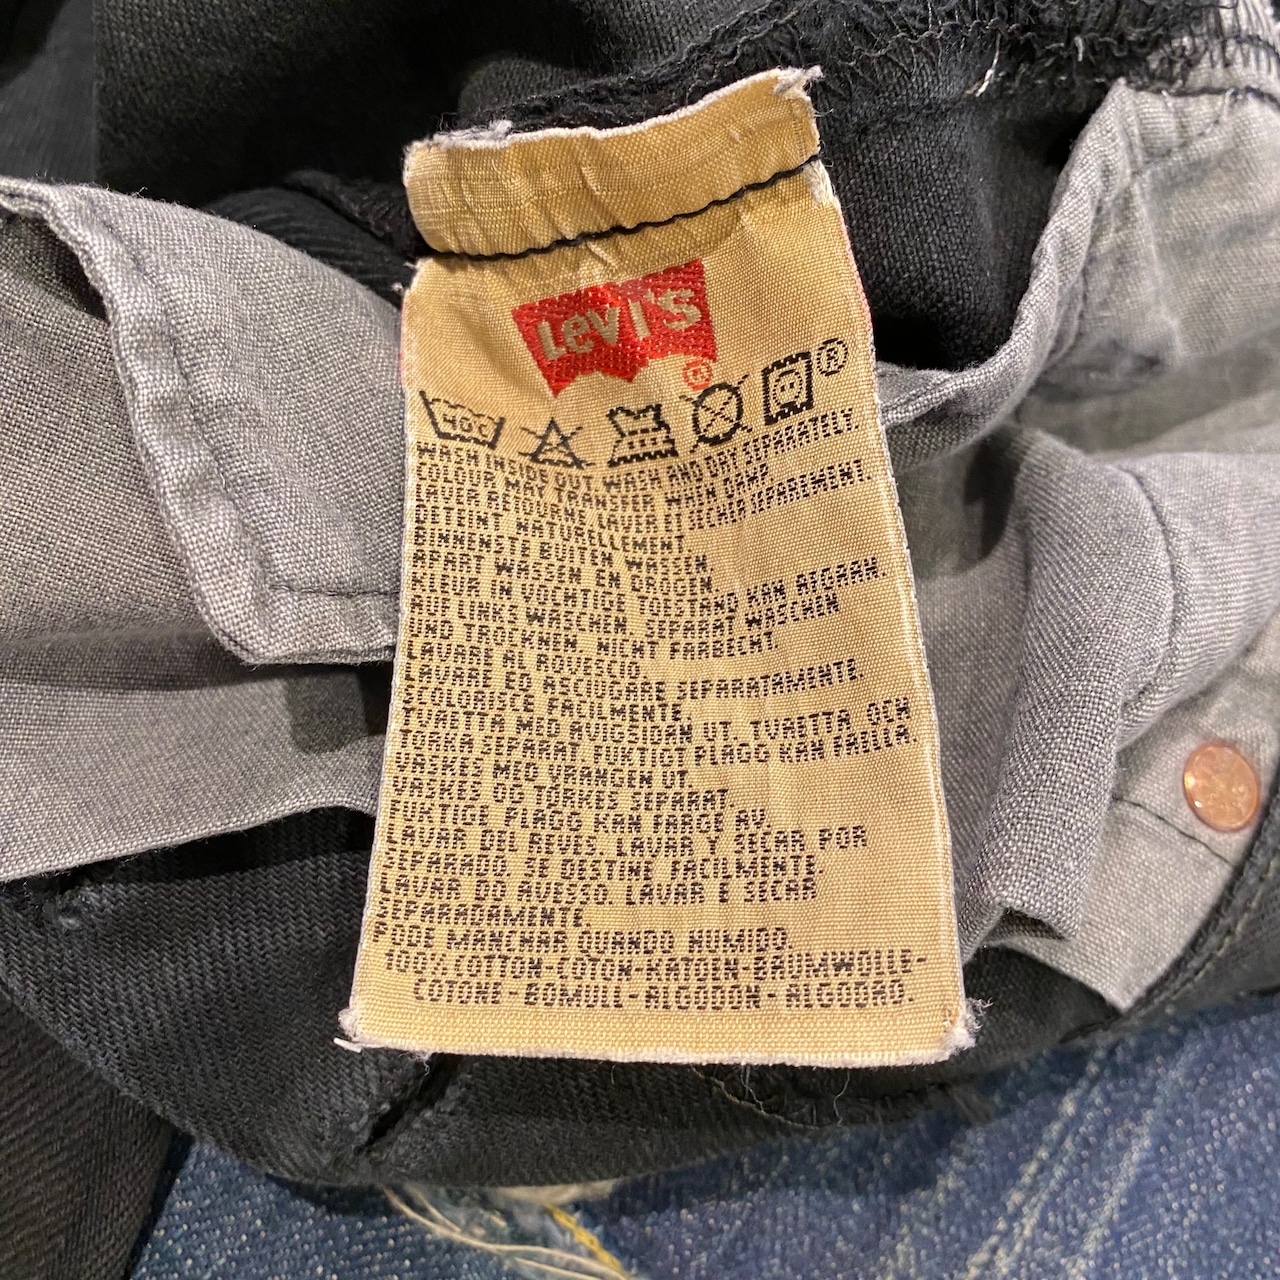 Levi's
®
40C
®
WASH INSIDE OUT. WASH AND DRY SEPARATELY.
COLOUR MAY TRANSFER WHEN DAMP.
LAVER RETOURNE. LAVER ET SECHER SEPAREMENT.
DETEINT NATURELLEMENT.
BINNENSTE BUITEN WASSEN.
APART WASSEN EN DROGEN.
KLEUR IN VOCHTIGE TOESTAND KAN AFGAAN.
AUF LINKS WASCHEN. SEPARAT WASCHEN
UND TROCKNEN. NICHT FARBECHT.
LAVARE AL ROVESCIO.
LAVARE ED ASCIUGARE SEPARATAMENTE.
SCOLORISCE FACILMENTE.
TVAETTA MED AVIGSIDAN UT. TVAETTA OCH
TORKA SEPARAT. FUKTIGT PLAGG KAN FAELLA.
VASKES MED VRANGEN UT.
VASKES OG TORKES SEPARAT.
FUKTIGE PLAGG KAN FARGE AV.
LAVAR DEL REVES. LAVAR Y SECAR POR
SEPARADO. SE DESTINE FACILMENTE.
LAVAR DO AVESSO. LAVAR E SECAR
SEPARADAMENTE.
PODE MANCHAR QUANDO HUMIDO.
100% COTTON-COTON-KATOEN-BAUMWOLLE-
COTONE-BOMULL-ALGODON-ALGODAO.